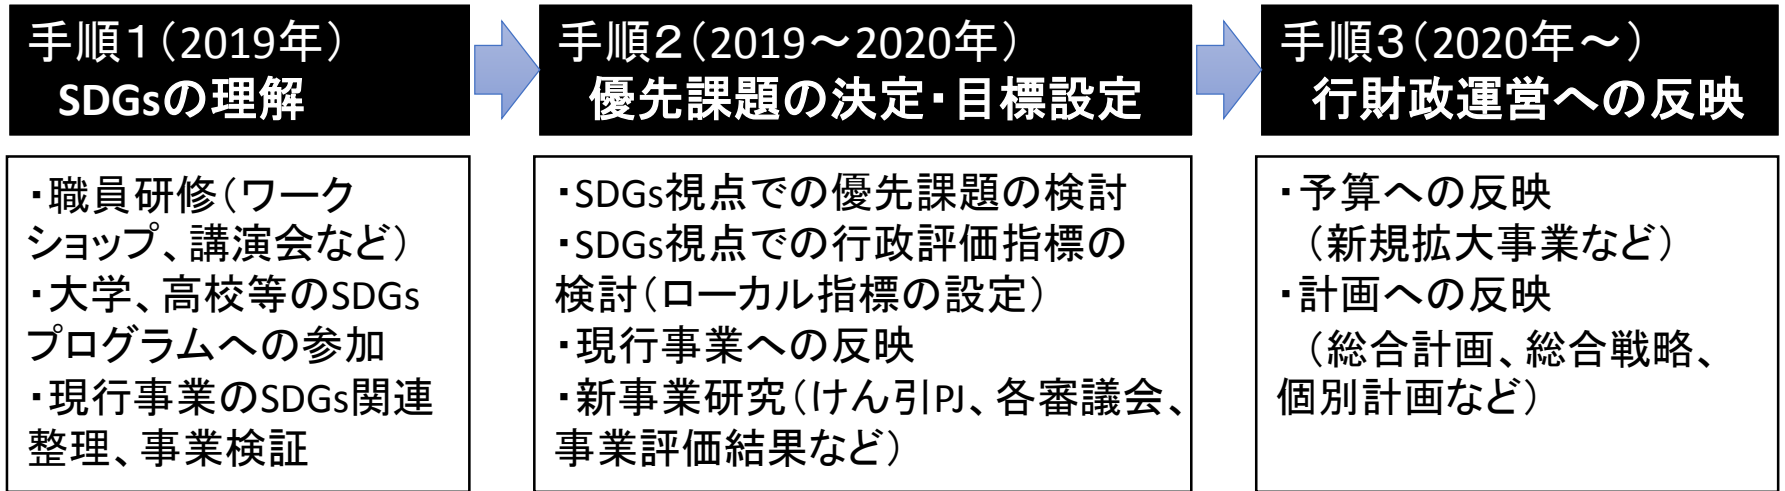 手順１（2019年）
SDGsの理解
・職員研修（ワーク
ショップ、講演会など）
・大学、高校等のSDGs
プログラムへの参加
・現行事業のSDGs関連
整理、事業検証
手順２（2019～2020年）
優先課題の決定・目標設定
・SDGs視点での優先課題の検討
・SDGs視点での行政評価指標の
検討（ローカル指標の設定）
・現行事業への反映
・新事業研究（けん引PJ、各審議会、
事業評価結果など）
手順３（2020年～）
行財政運営への反映
・予算への反映
（新規拡大事業など）
・計画への反映
（総合計画、総合戦略、
個別計画など）